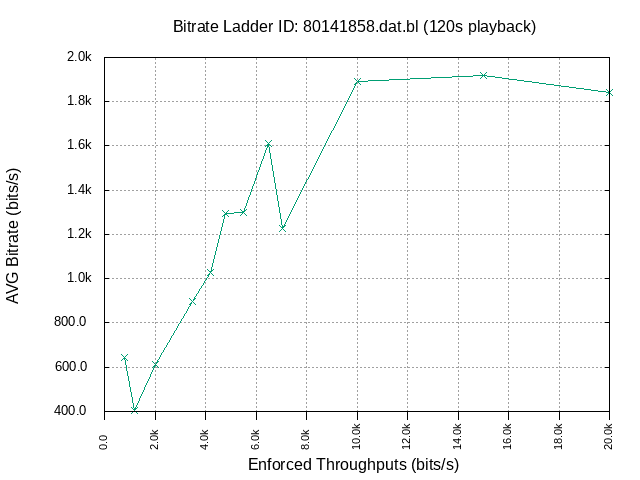 Bitrate Ladder ID: 80141858.dat.bl (120s playback)
AVG Bitrate (bits/s)
2.0k
1.8k
1.6k
1.4k
1.2k
1.0k
800.0
600.0
400.0
0.0 2.0k 4.0k 6.0k 8.0k 10.0k 12.0k 14.0k 16.0k 18.0k 20.0k
Enforced Throughputs (bits/s)